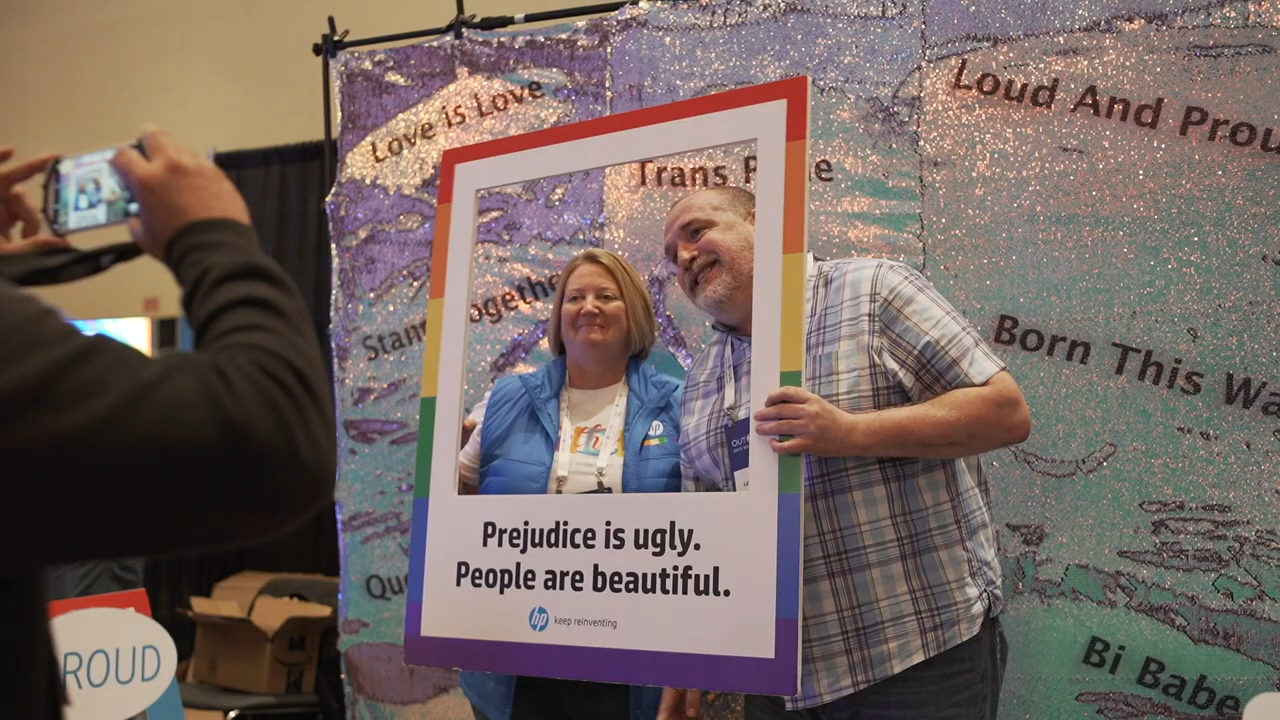 Love is Love
Loud And Prou
Trans P e
Stan ogethe
Born This Wa
OUT
Prejudice is ugly.
People are beautiful.
hp keep reinventing
Qu
ROUD
Bi Babe